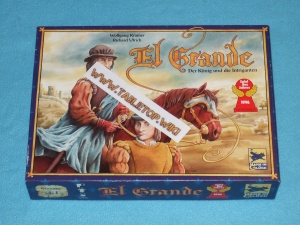 Wolfgang Kramer
Richard Ulrich
El Grande
Der König und die Intriganten
Spiel des Jahres
1996
WWW.TABLETOP.WIKI
El Grande